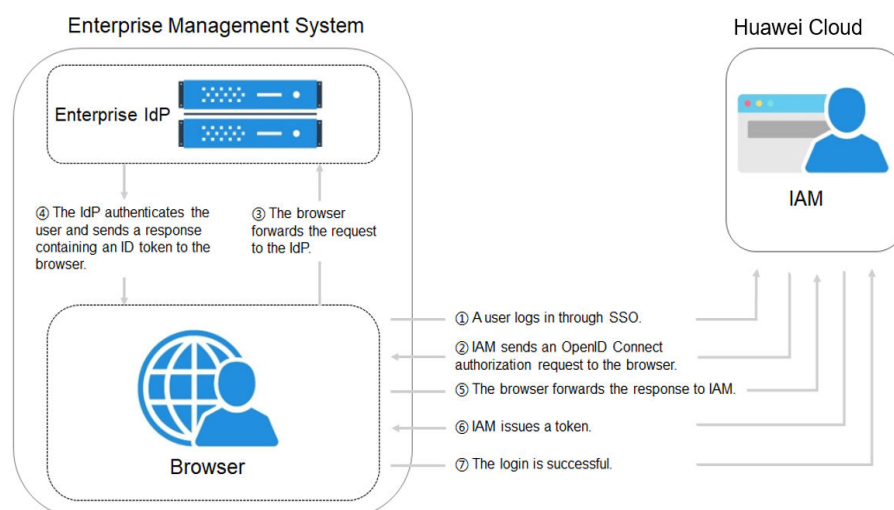 Enterprise Management System
Huawei Cloud
Enterprise IdP
IAM
④ The IdP authenticates the
user and sends a response
containing an ID token to the
browser.
③ The browser
forwards the request
to the IdP.
① A user logs in through SSO.
② IAM sends an OpenID Connect
authorization request to the browser.
⑤ The browser forwards the response to IAM.
⑥ IAM issues a token.
⑦ The login is successful.
Browser